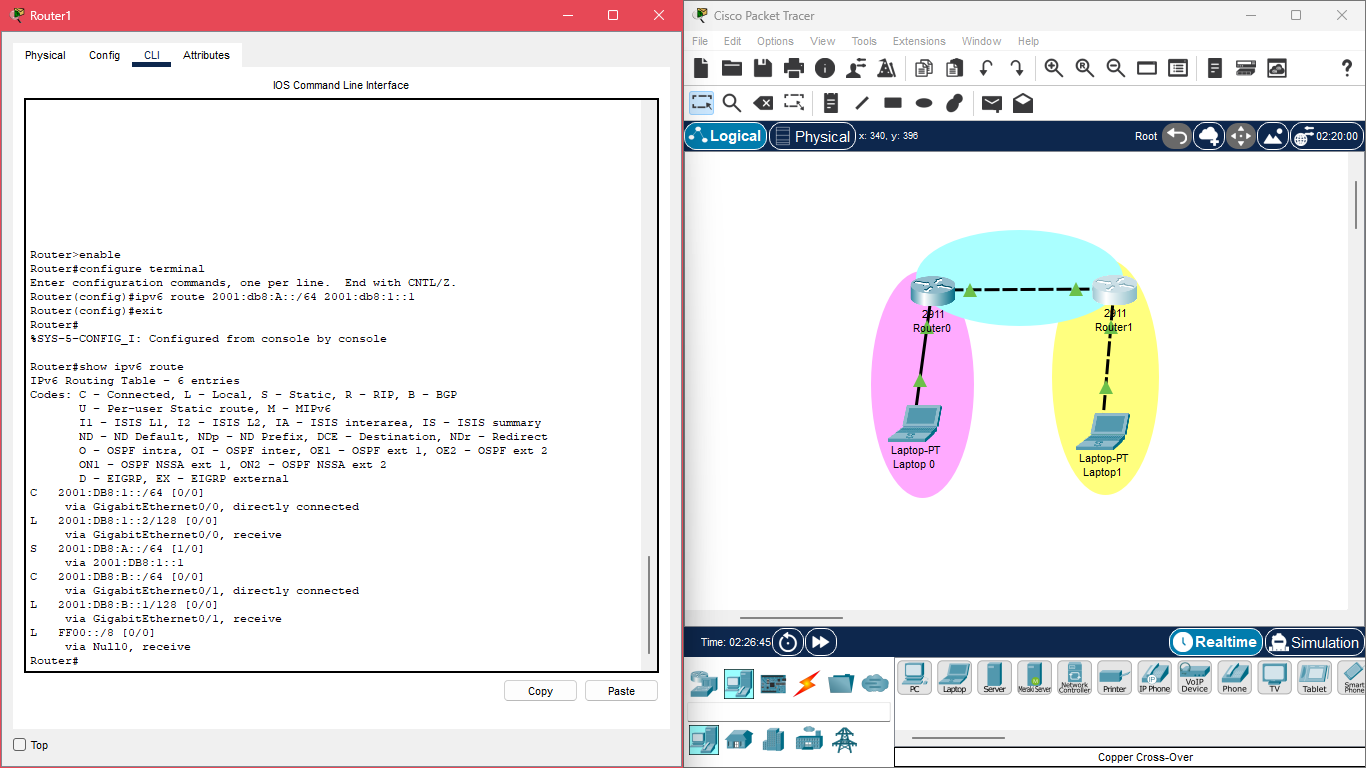 Router1
Physical Config CLI Attributes
IOS Command Line Interface
Router>enable
Router#configure terminal
Enter configuration commands, one per line.  End with CNTL/Z.
Router(config)#ipv6 route 2001:db8:A::/64 2001:db8:1::1
Router(config)#exit
Router#
%SYS-5-CONFIG_I: Configured from console by console
Router#show ipv6 route
IPv6 Routing Table - 6 entries
Codes: C - Connected, L - Local, S - Static, R - RIP, B - BGP
       U - Per-user Static route, M - MIPv6
       I1 - ISIS L1, I2 - ISIS L2, IA - ISIS interarea, IS - ISIS summary
       ND - ND Default, NDp - ND Prefix, DCE - Destination, NDr - Redirect
       O - OSPF intra, OI - OSPF inter, OE1 - OSPF ext 1, OE2 - OSPF ext 2
       ON1 - OSPF NSSA ext 1, ON2 - OSPF NSSA ext 2
       D - EIGRP, EX - EIGRP external
C   2001:DB8:1::/64 [0/0]
     via GigabitEthernet0/0, directly connected
L   2001:DB8:1::2/128 [0/0]
     via GigabitEthernet0/0, receive
S   2001:DB8:A::/64 [1/0]
     via 2001:DB8:1::1
C   2001:DB8:B::/64 [0/0]
     via GigabitEthernet0/1, directly connected
L   2001:DB8:B::1/128 [0/0]
     via GigabitEthernet0/1, receive
L   FF00::/8 [0/0]
     via Null0, receive
Router#
Copy Paste
Top
Cisco Packet Tracer
File Edit Options View Tools Extensions Window Help
Logical Physical x: 340, y: 396 Root 02:20:00
2911
Router0
2911
Router1
Laptop-PT
Laptop 0
Laptop-PT
Laptop1
Time: 02:26:45 Realtime Simulation
PC Laptop Server Meraki Server Network Controller Printer IP Phone VoIP Device Phone TV Tablet Smart Phone
IP
Copper Cross-Over